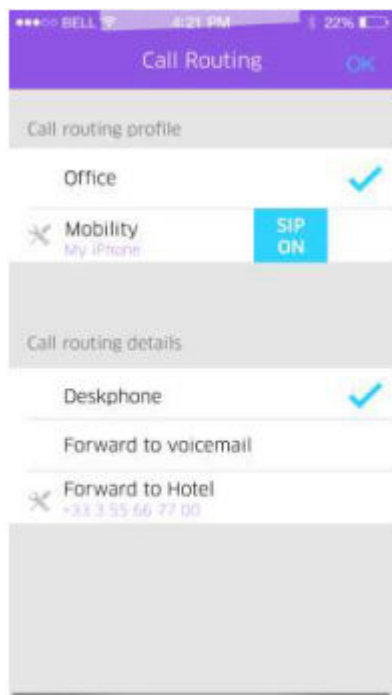 BELL 4:21 PM 22%
Call Routing OK
Call routing profile
Office
Mobility
My iPhone
SIP
ON
Call routing details
Deskphone
Forward to voicemail
Forward to Hotel
+33 3 55 66 77 00